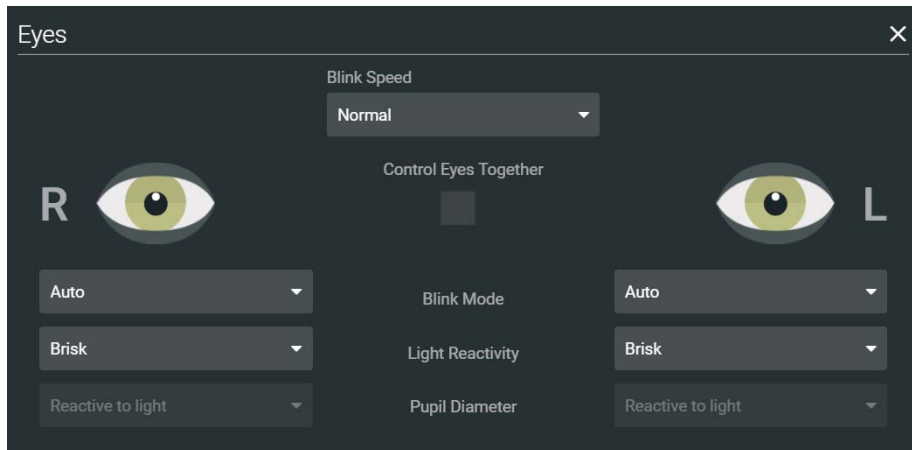 Eyes
Blink Speed
Normal
Control Eyes Together
R
L
Auto
Blink Mode
Auto
Brisk
Light Reactivity
Brisk
Reactive to light
Pupil Diameter
Reactive to light